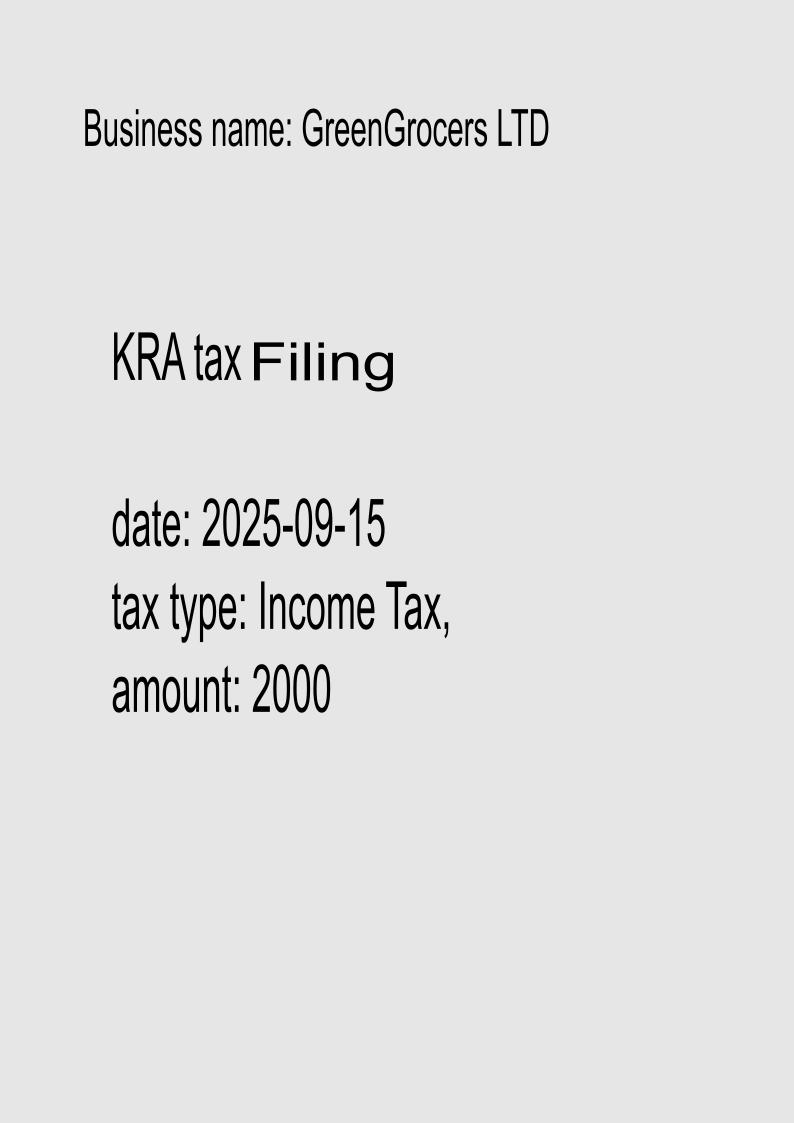 Business name: GreenGrocers LTD
KRA tax Filing
date: 2025-09-15
tax type: Income Tax,
amount: 2000